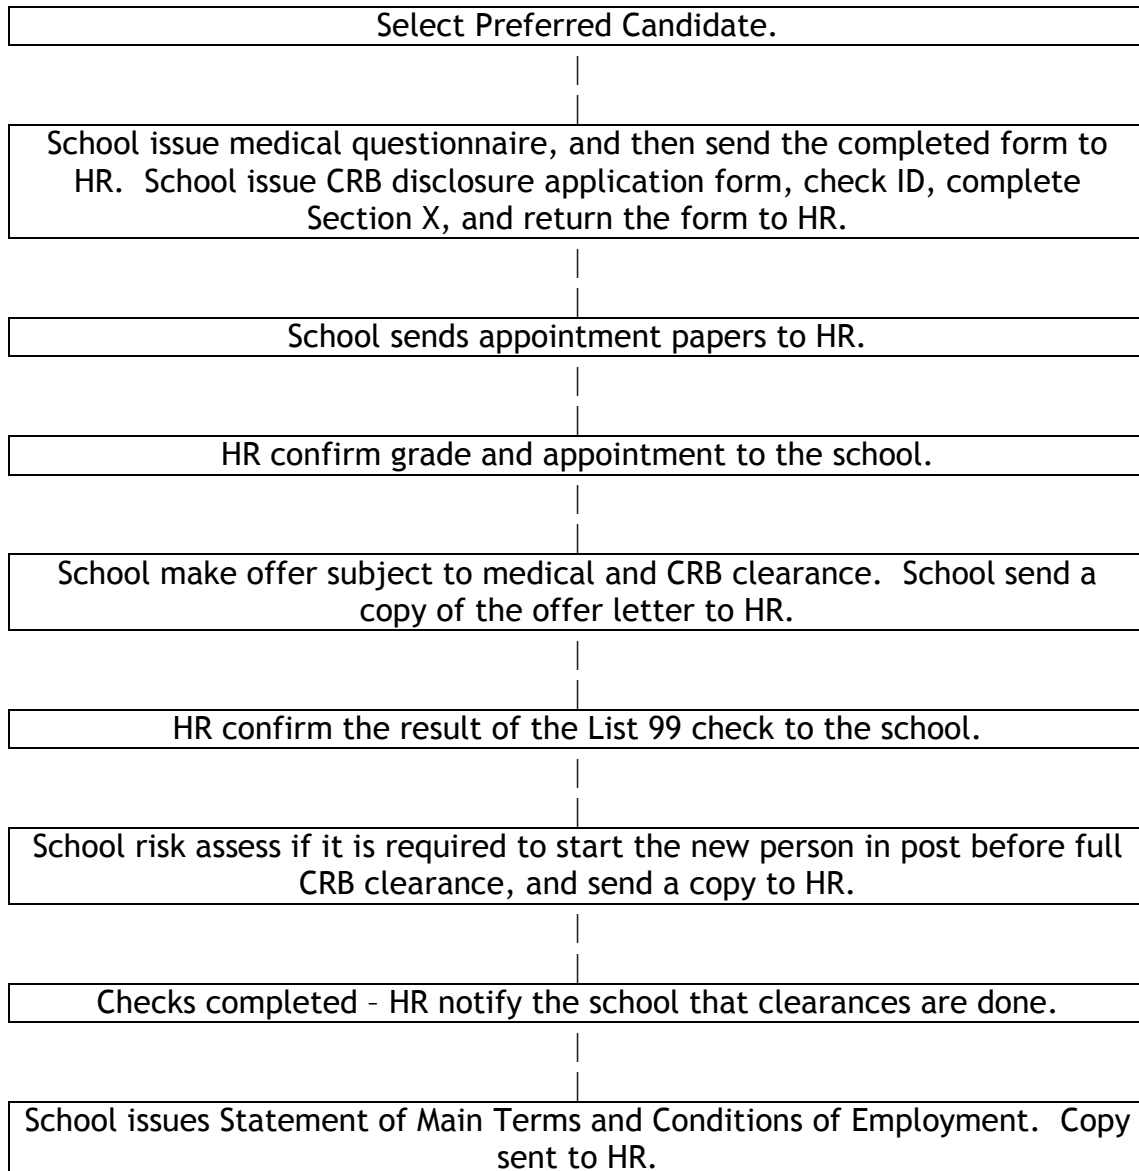 Select Preferred Candidate.
School issue medical questionnaire, and then send the completed form to
HR.  School issue CRB disclosure application form, check ID, complete
Section X, and return the form to HR.
School sends appointment papers to HR.
HR confirm grade and appointment to the school.
School make offer subject to medical and CRB clearance.  School send a
copy of the offer letter to HR.
HR confirm the result of the List 99 check to the school.
School risk assess if it is required to start the new person in post before full
CRB clearance, and send a copy to HR.
Checks completed – HR notify the school that clearances are done.
School issues Statement of Main Terms and Conditions of Employment.  Copy
sent to HR.